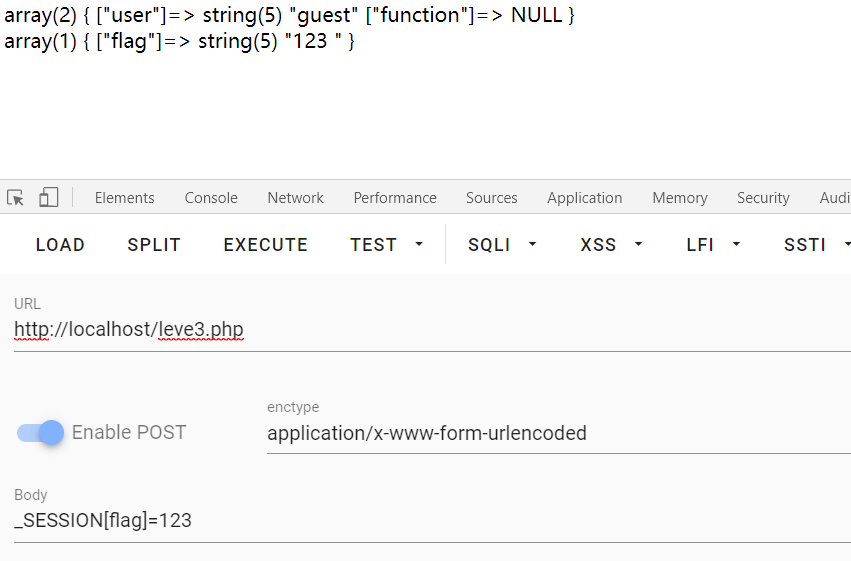 array(2) { ["user"]=> string(5) "guest" ["function"]=> NULL }
array(1) { ["flag"]=> string(5) "123 " }
Elements Console Network Performance Sources Application Memory Security Audi
LOAD SPLIT EXECUTE TEST SQLI XSS LFI SSTI
URL
http://localhost/leve3.php
enctype
Enable POST application/x-www-form-urlencoded
Body
_SESSION[flag]=123